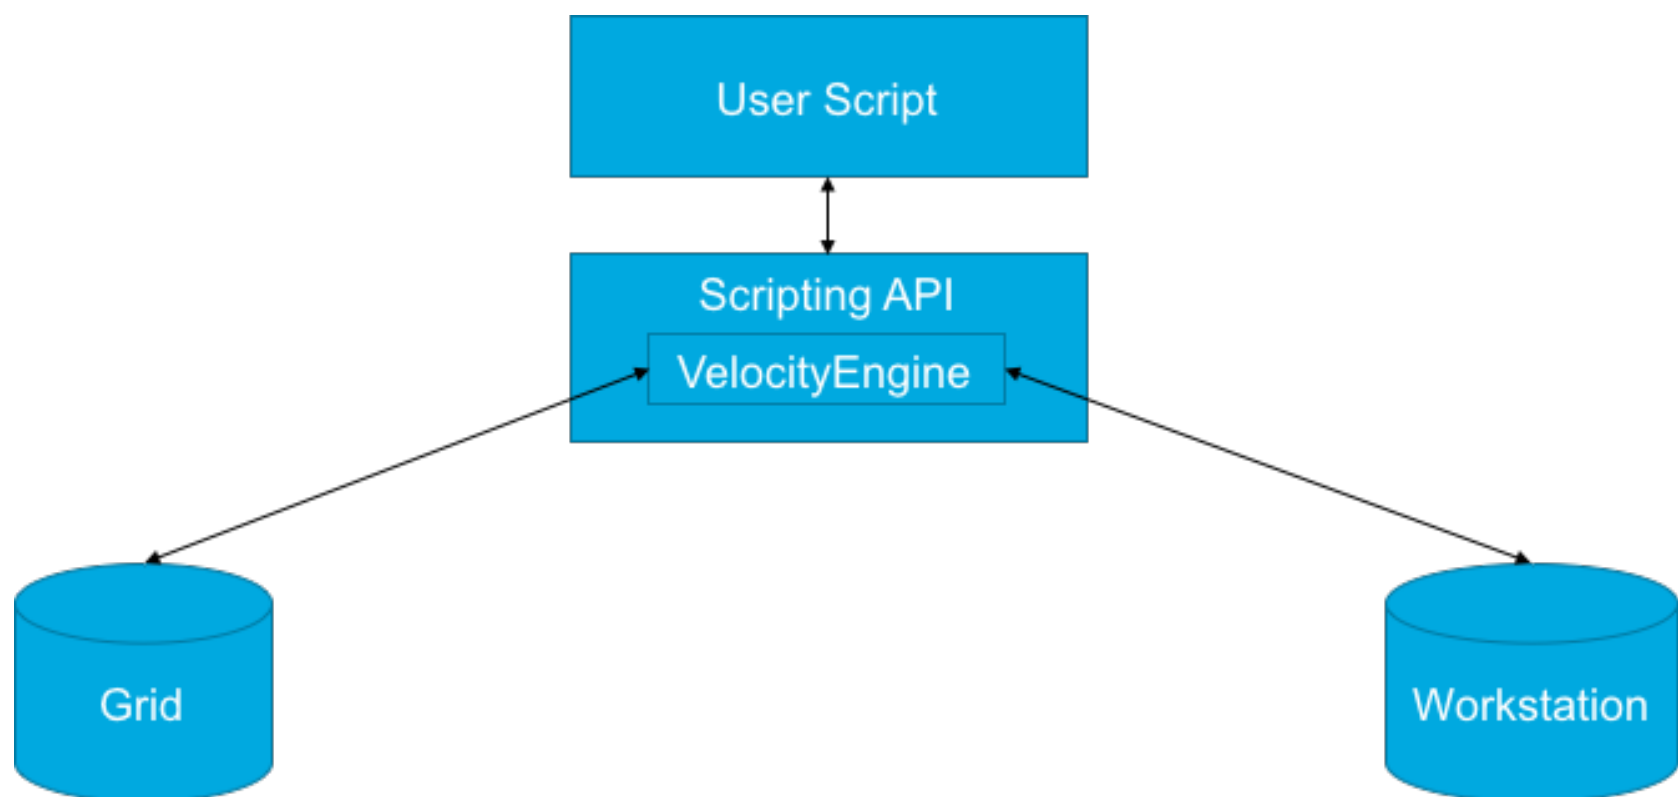 User Script
Scripting API
VelocityEngine
Grid
Workstation